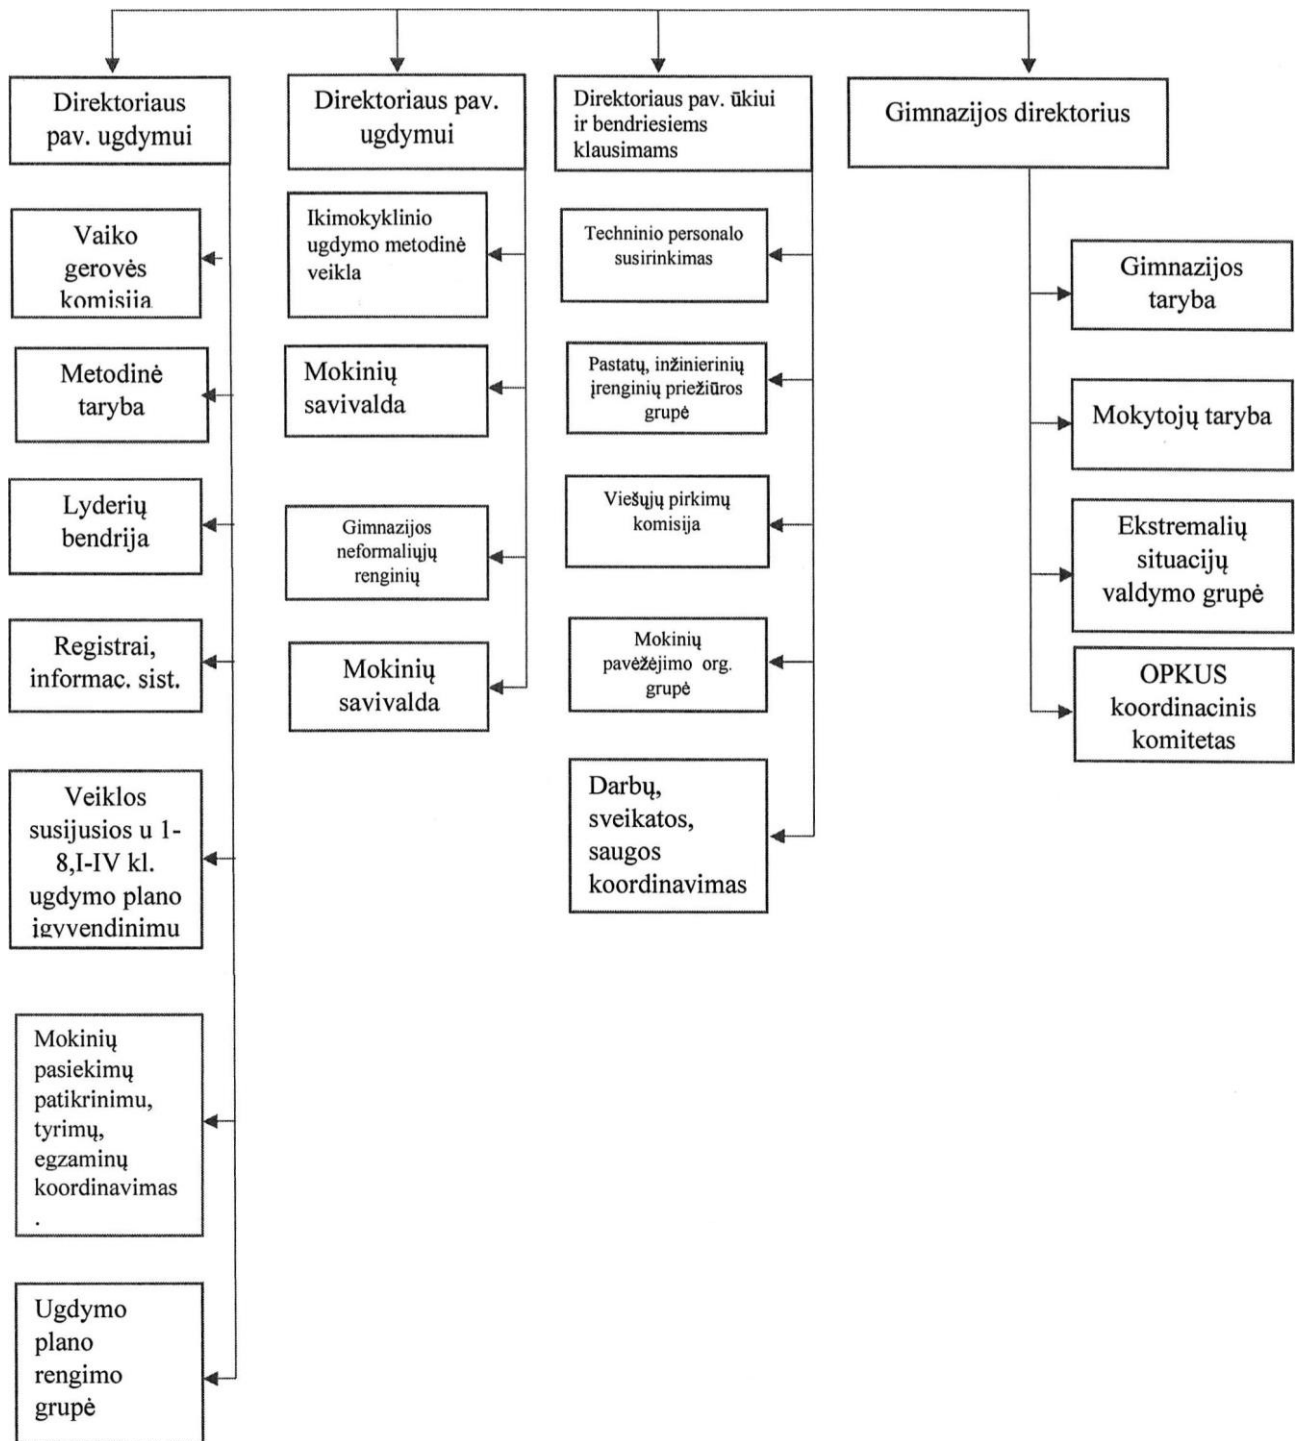 Direktoriaus
pav. ugdymui
Vaiko
gerovės
komisija
Metodinė
taryba
Lyderių
bendrija
Registrai,
informac. sist.
Veiklos
susijusios u 1-
8,I-IV kl.
ugdymo plano
įgyvendinimu
Mokinių
pasiekimų
patikrinimu,
tyrimų,
egzaminų
koordinavimas
.
Ugdymo
plano
rengimo
grupė
Direktoriaus pav.
ugdymui
Ikimokyklinio
ugdymo metodinė
veikla
Mokinių
savivalda
Gimnazijos
neformaliųjų
renginių
Mokinių
savivalda
Direktoriaus pav. ūkiui
ir bendriesiems
klausimams
Techninio personalo
susirinkimas
Pastatų, inžinierinių
įrenginių priežiūros
grupė
Viešųjų pirkimų
komisija
Mokinių
pavėžėjimo org.
grupė
Darbų,
sveikatos,
saugos
koordinavimas
Gimnazijos direktorius
Gimnazijos
taryba
Mokytojų taryba
Ekstremalių
situacijų
valdymo grupė
OPKUS
koordinacinis
komitetas